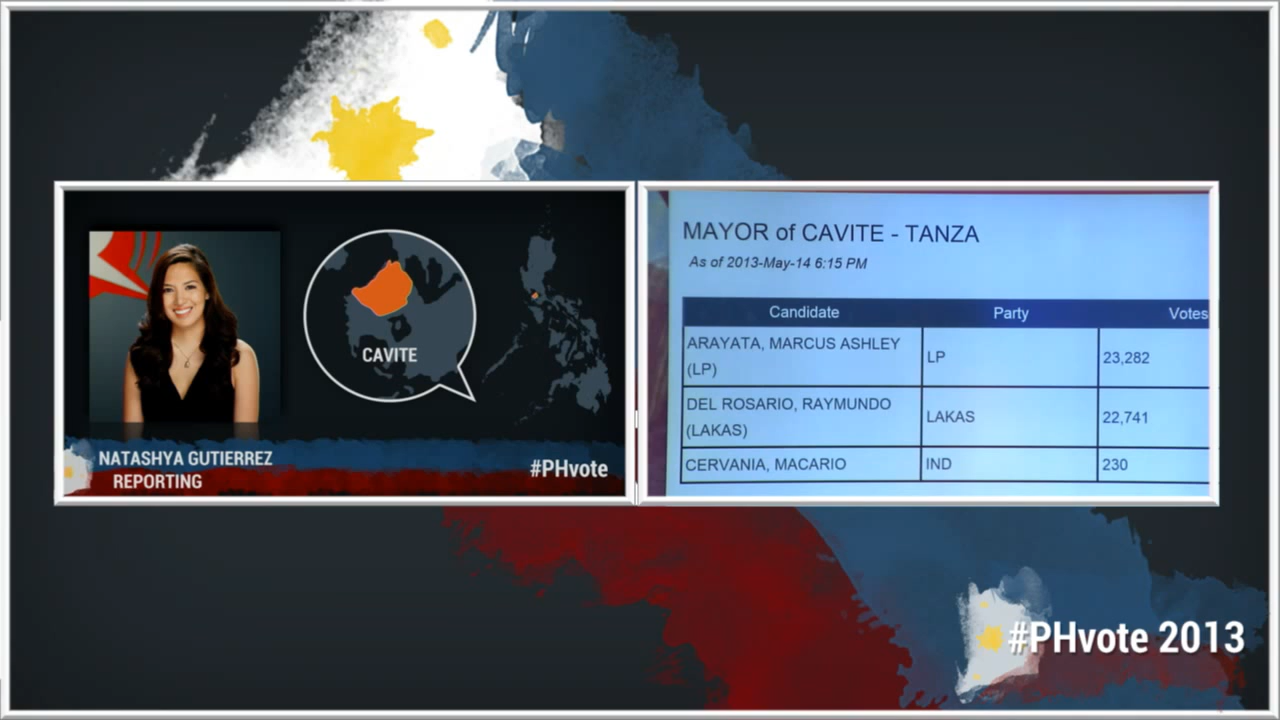 CAVITE
NATASHYA GUTIERREZ
REPORTING
#PHvote
MAYOR of CAVITE - TANZA
As of 2013-May-14 6:15 PM
Candidate Party Votes
ARAYATA, MARCUS ASHLEY
(LP) LP 23,282
DEL ROSARIO, RAYMUNDO
(LAKAS) LAKAS 22,741
CERVANIA, MACARIO IND 230
#PHvote 2013